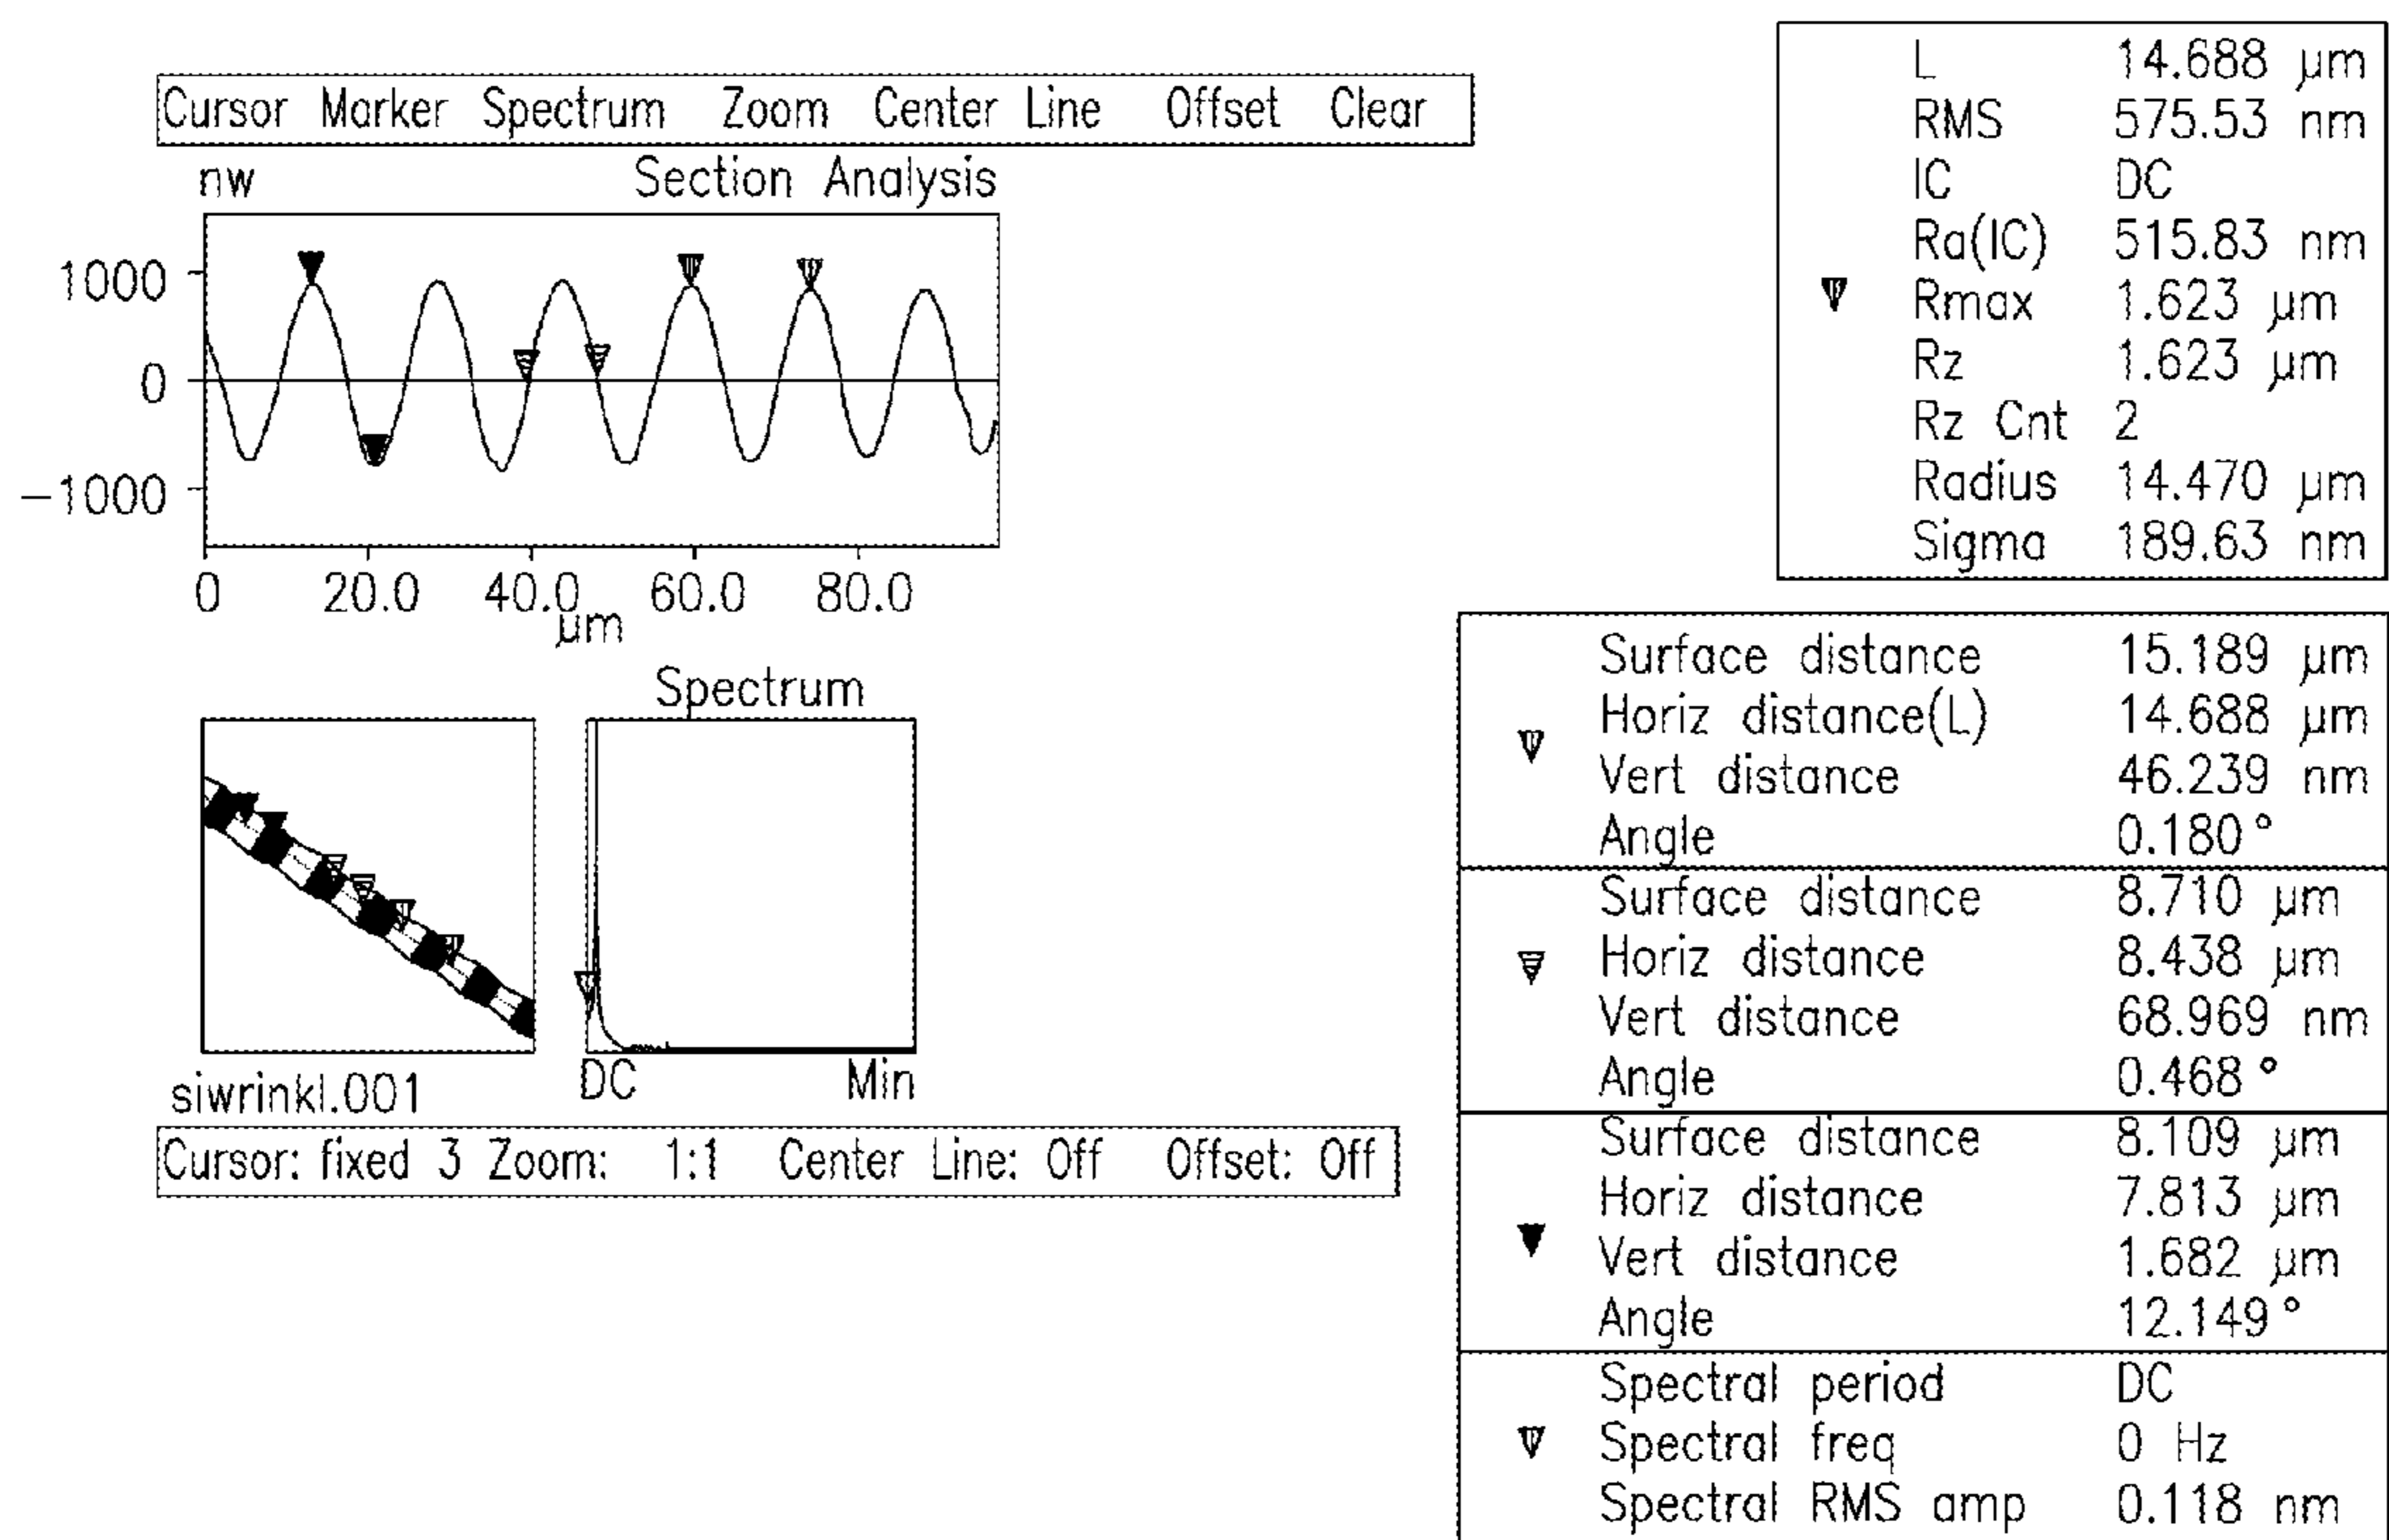 Cursor Marker Spectrum Zoom Center Line Offset Clear
nw Section Analysis
1000
0
−1000
0 20.0 40.0 60.0 80.0
µm
Spectrum
DC Min
siwrinkl.001
Cursor: fixed 3 Zoom: 1:1 Center Line: Off Offset: Off
L 14.688 µm
RMS 575.53 nm
IC DC
Ra(IC) 515.83 nm
Rmax 1.623 µm
Rz 1.623 µm
Rz Cnt 2
Radius 14.470 µm
Sigma 189.63 nm
Surface distance 15.189 µm
Horiz distance(L) 14.688 µm
Vert distance 46.239 nm
Angle 0.180°
Surface distance 8.710 µm
Horiz distance 8.438 µm
Vert distance 68.969 nm
Angle 0.468°
Surface distance 8.109 µm
Horiz distance 7.813 µm
Vert distance 1.682 µm
Angle 12.149°
Spectral period DC
Spectral freq 0 Hz
Spectral RMS amp 0.118 nm